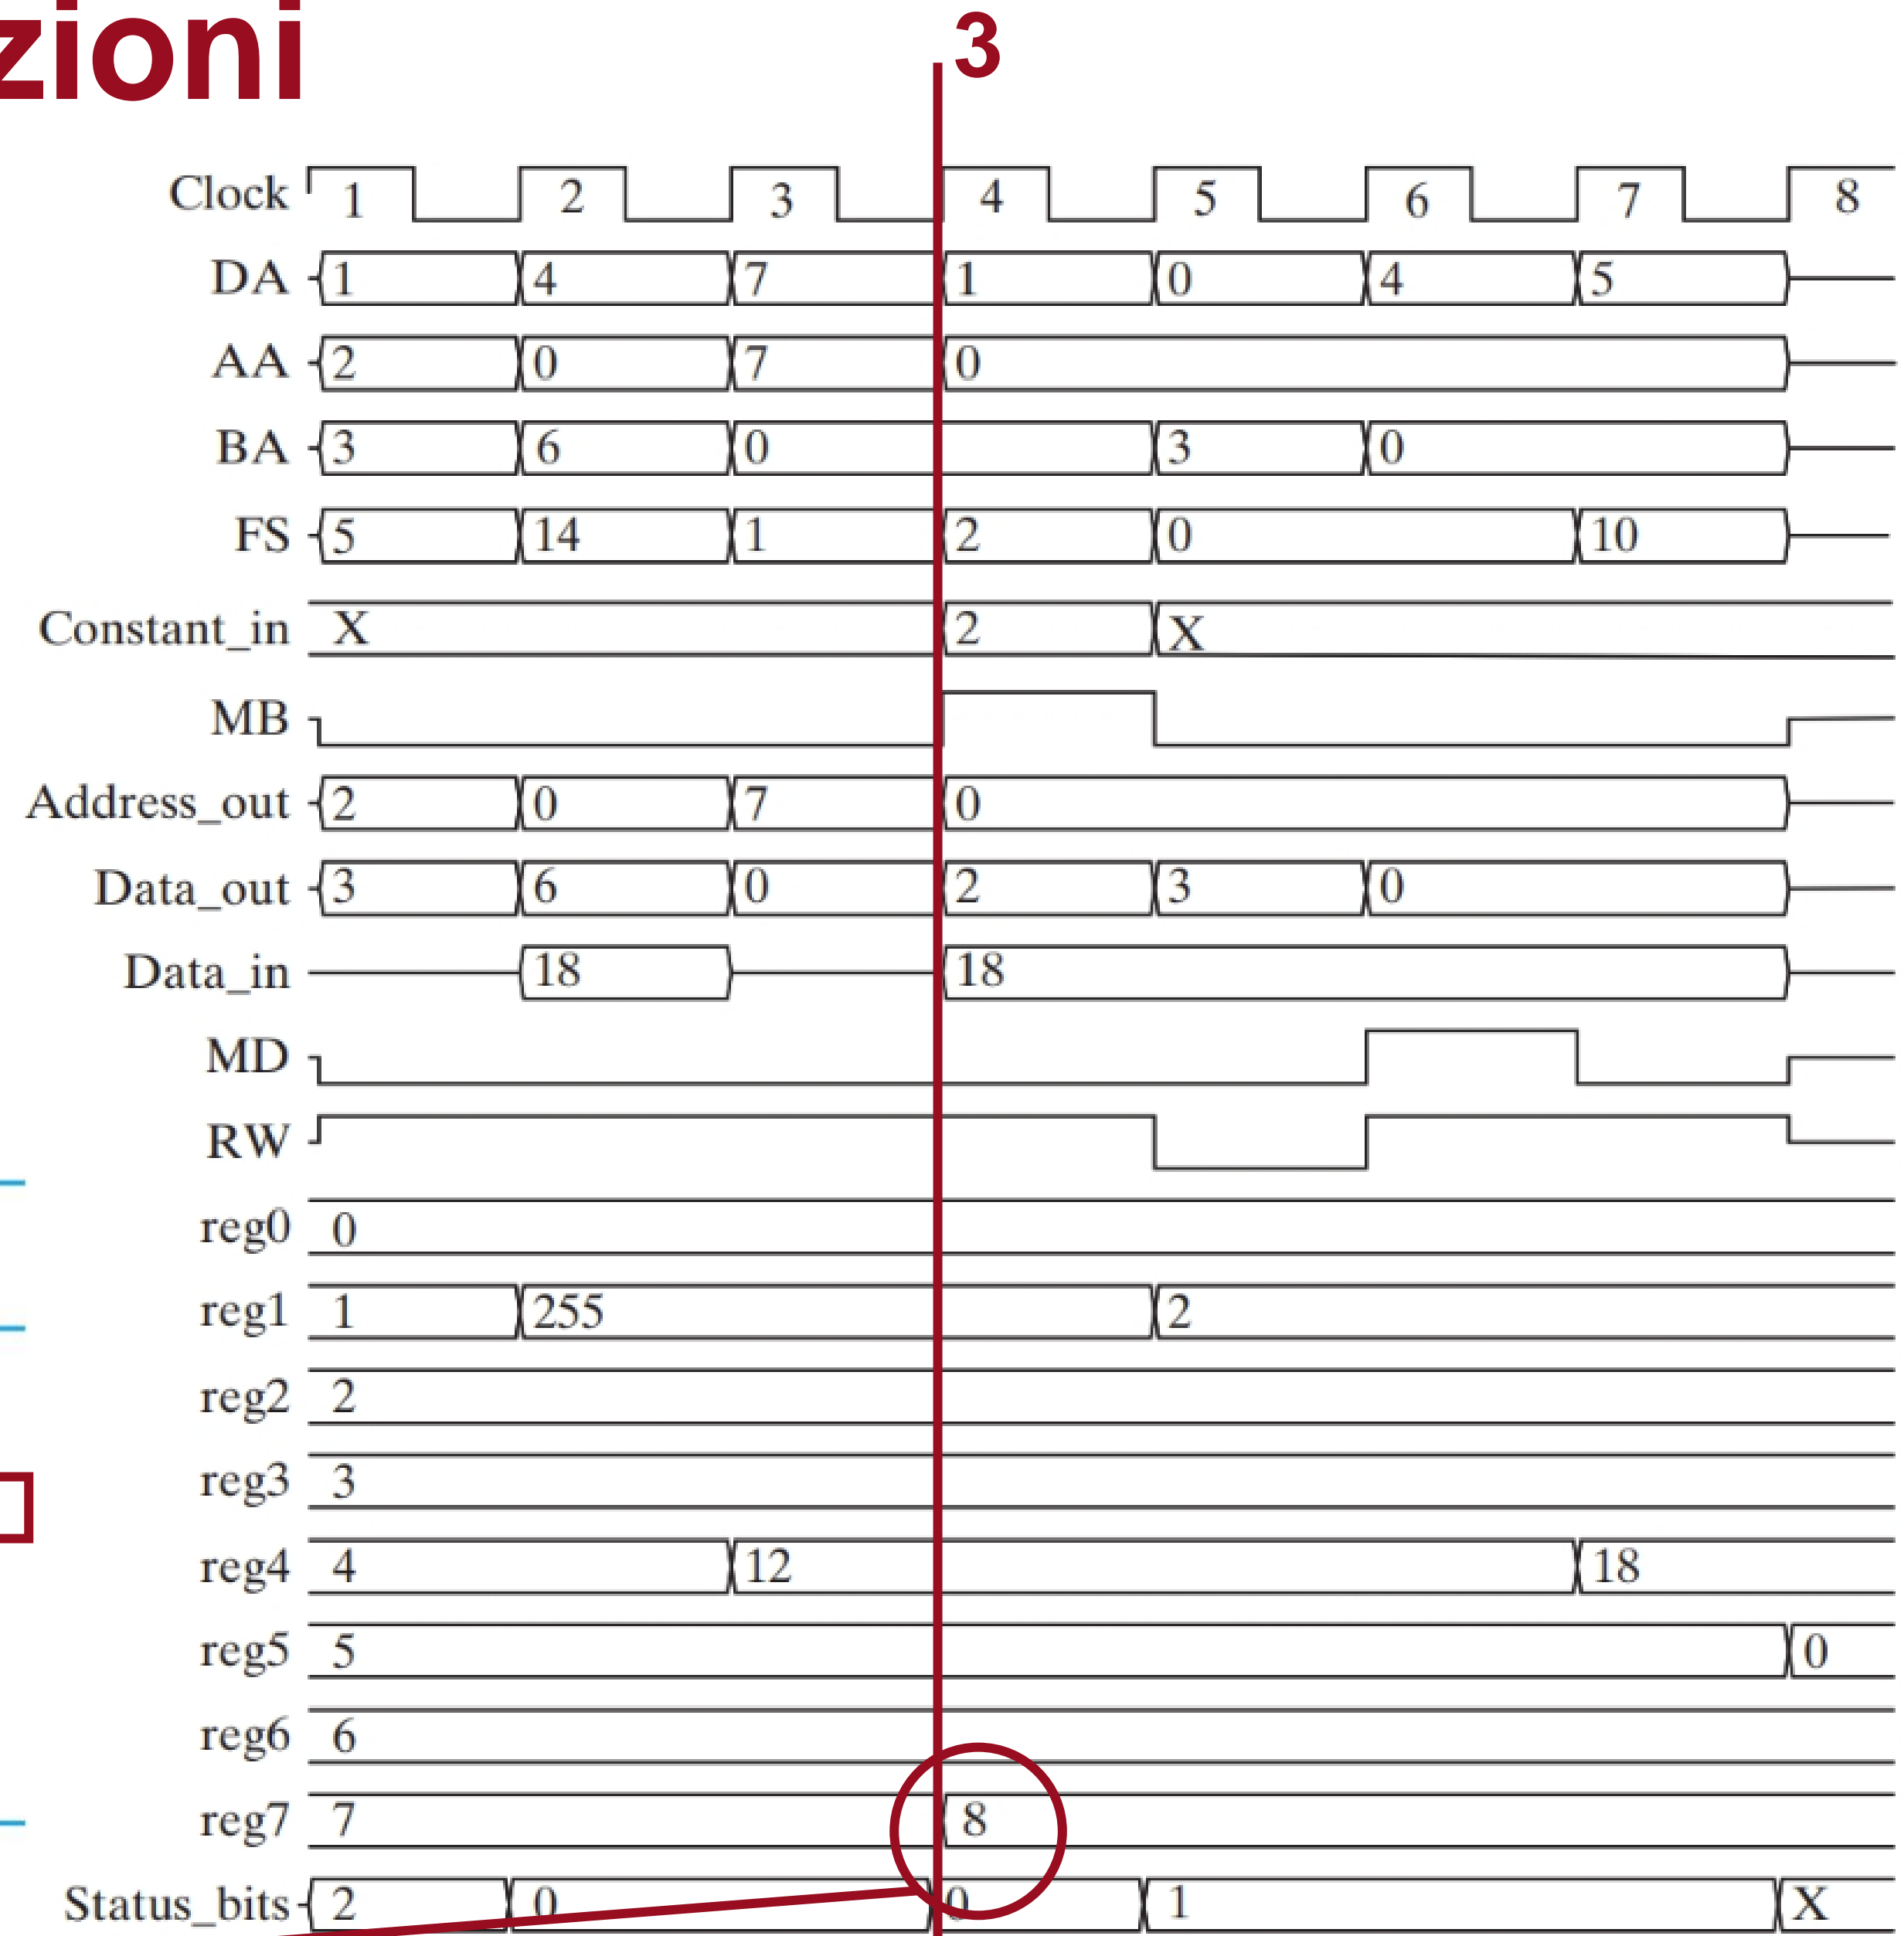 zioni
3
Clock 1 2 3 4 5 6 7 8
DA 1 4 7 1 0 4 5
AA 2 0 7 0
BA 3 6 0 3 0
FS 5 14 1 2 0 10
Constant_in X 2 X
MB
Address_out 2 0 7 0
Data_out 3 6 0 2 3 0
Data_in 18 18
MD
RW
reg0 0
reg1 1 255 2
reg2 2
reg3 3
reg4 4 12 18
reg5 5 0
reg6 6
reg7 7 8
Status_bits 2 0 0 1 X